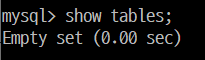 mysql> show tables;
Empty set (0.00 sec)